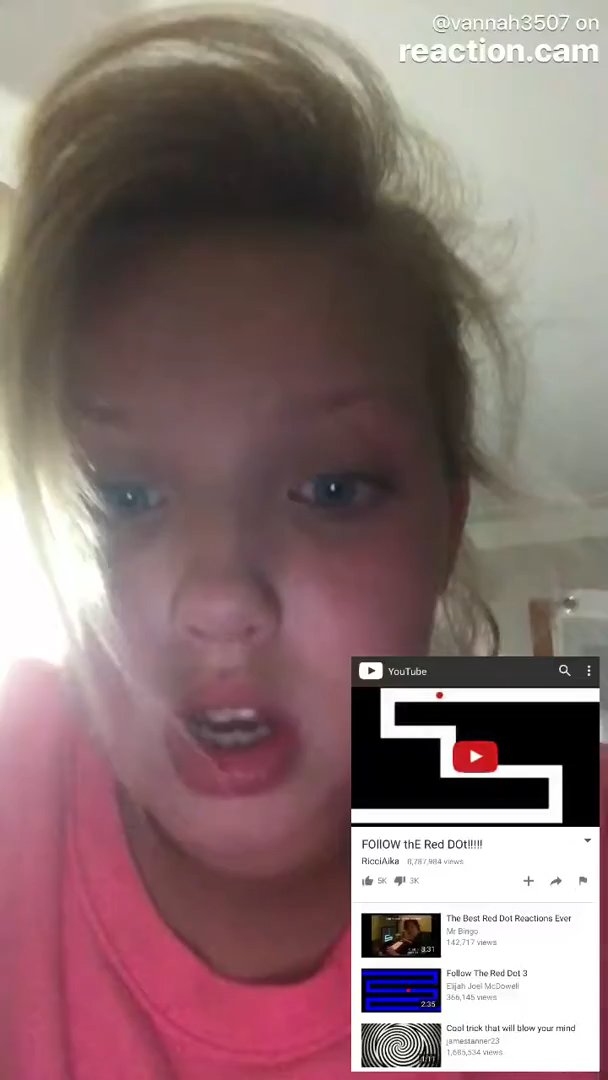 @vannah3507 on
reaction.cam
YouTube
FOllOW thE Red DOt!!!!!
RicciAika 8,787,984 views
5K 3K
The Best Red Dot Reactions Ever
Mr Bingo
142,717 views
3:31
Follow The Red Dot 3
Elijah Joel McDowell
366,145 views
2:35
Cool trick that will blow your mind
jamestanner23
1,685,534 views
1:17